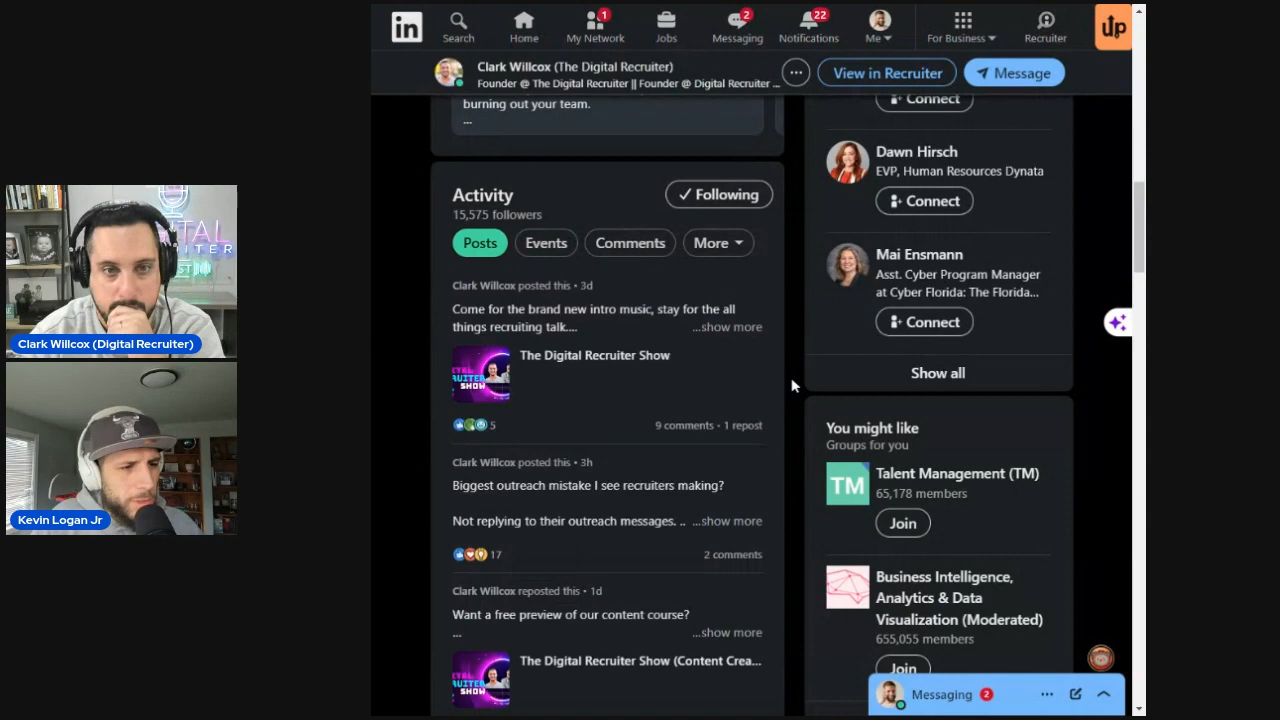 in
Search
Home
1
My Network
Jobs
2
Messaging
22
Notifications
Me
For Business
Recruiter
up
Clark Willcox (The Digital Recruiter)
Founder @ The Digital Recruiter || Founder @ Digital Recruiter ...
...
View in Recruiter
Message
burning out your team.
...
Activity
15,575 followers
Following
Posts
Events
Comments
More
Clark Willcox posted this • 3d
Come for the brand new intro music, stay for the all
things recruiting talk.... ...show more
The Digital Recruiter Show
5
9 comments • 1 repost
Clark Willcox posted this • 3h
Biggest outreach mistake I see recruiters making?
Not replying to their outreach messages. .. ...show more
17
2 comments
Clark Willcox reposted this • 1d
Want a free preview of our content course?
... ...show more
The Digital Recruiter Show (Content Crea...
Connect
Dawn Hirsch
EVP, Human Resources Dynata
Connect
Mai Ensmann
Asst. Cyber Program Manager
at Cyber Florida: The Florida...
Connect
Show all
You might like
Groups for you
TM
Talent Management (TM)
65,178 members
Join
Business Intelligence,
Analytics & Data
Visualization (Moderated)
655,055 members
Join
Messaging 2
Clark Willcox (Digital Recruiter)
Kevin Logan Jr